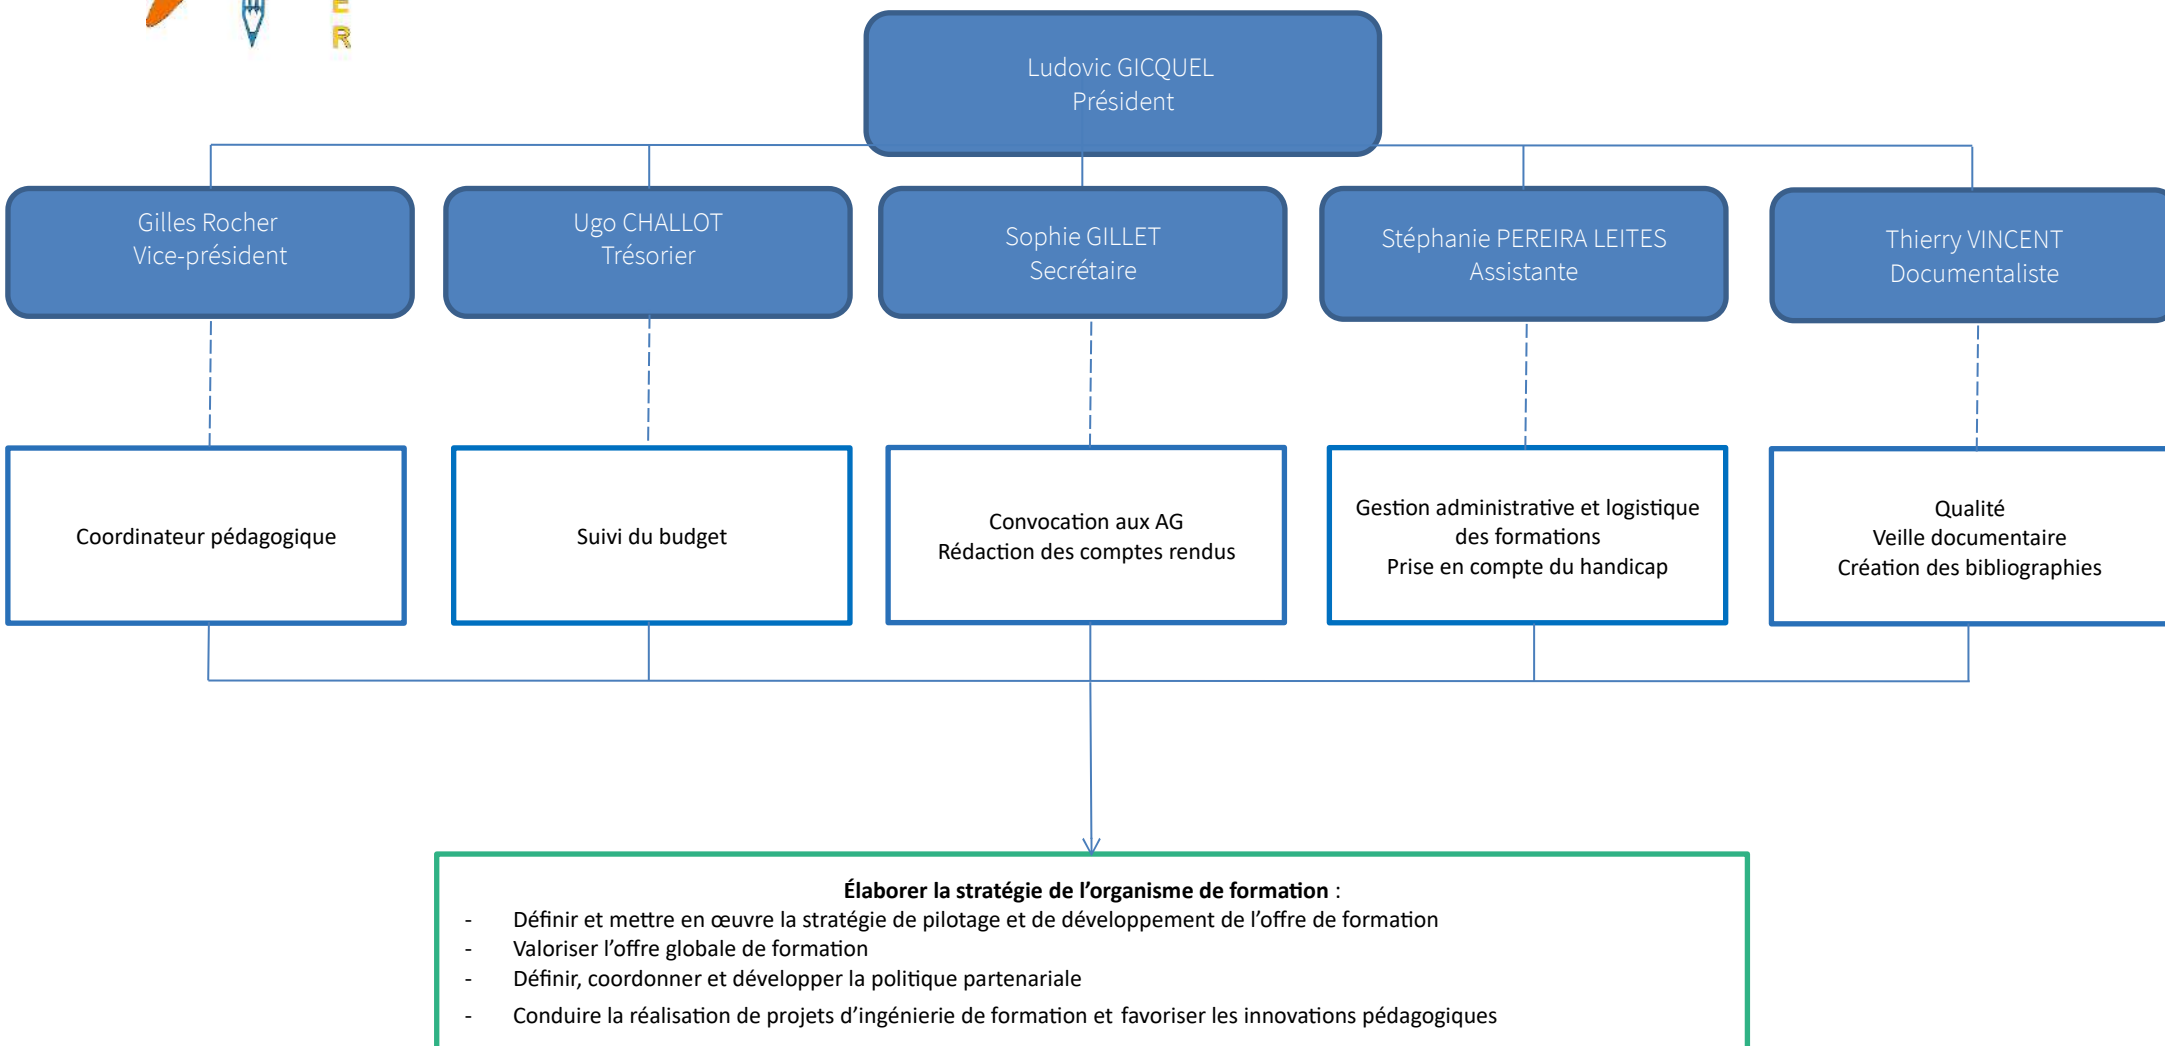 E
R
Ludovic GICQUEL
Président
Gilles Rocher
Vice-président
Ugo CHALLOT
Trésorier
Sophie GILLET
Secrétaire
Stéphanie PEREIRA LEITES
Assistante
Thierry VINCENT
Documentaliste
Coordinateur pédagogique
Suivi du budget
Convocation aux AG
Rédaction des comptes rendus
Gestion administrative et logistique
des formations
Prise en compte du handicap
Qualité
Veille documentaire
Création des bibliographies
Élaborer la stratégie de l’organisme de formation :
- Définir et mettre en œuvre la stratégie de pilotage et de développement de l’offre de formation
- Valoriser l’offre globale de formation
- Définir, coordonner et développer la politique partenariale
- Conduire la réalisation de projets d’ingénierie de formation et favoriser les innovations pédagogiques